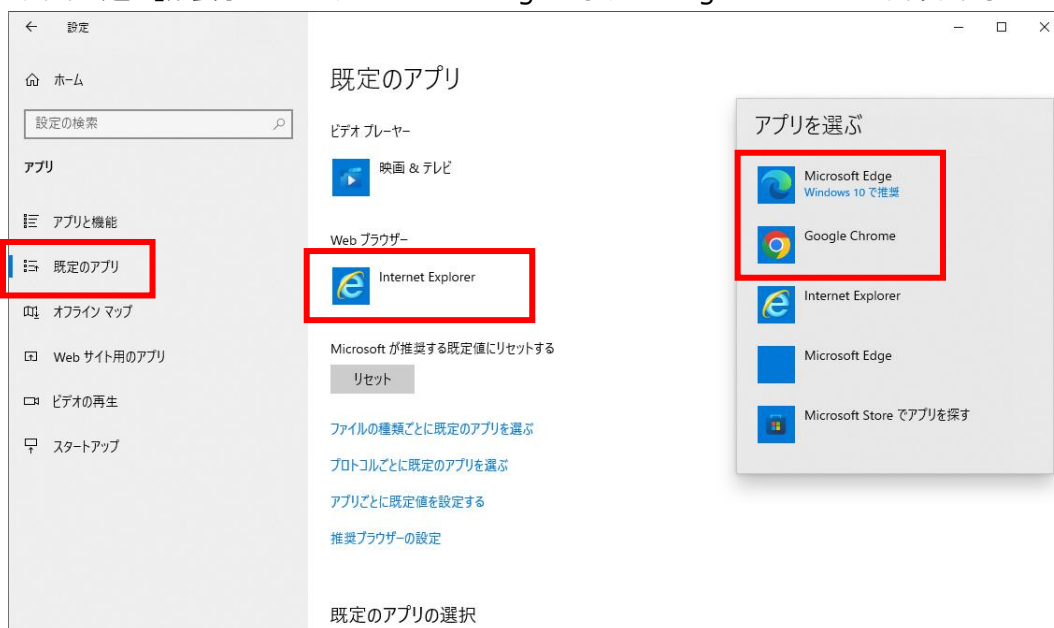 設定
ホーム
設定の検索
アプリ
アプリと機能
既定のアプリ
オフライン マップ
Web サイト用のアプリ
ビデオの再生
スタートアップ
既定のアプリ
ビデオ プレーヤー
映画 & テレビ
Web ブラウザー
Internet Explorer
Microsoft が推奨する既定値にリセットする
リセット
ファイルの種類ごとに既定のアプリを選ぶ
プロトコルごとに既定のアプリを選ぶ
アプリごとに既定値を設定する
推奨ブラウザーの設定
既定のアプリの選択
アプリを選ぶ
Microsoft Edge
Windows 10 で推奨
Google Chrome
Internet Explorer
Microsoft Edge
Microsoft Store でアプリを探す